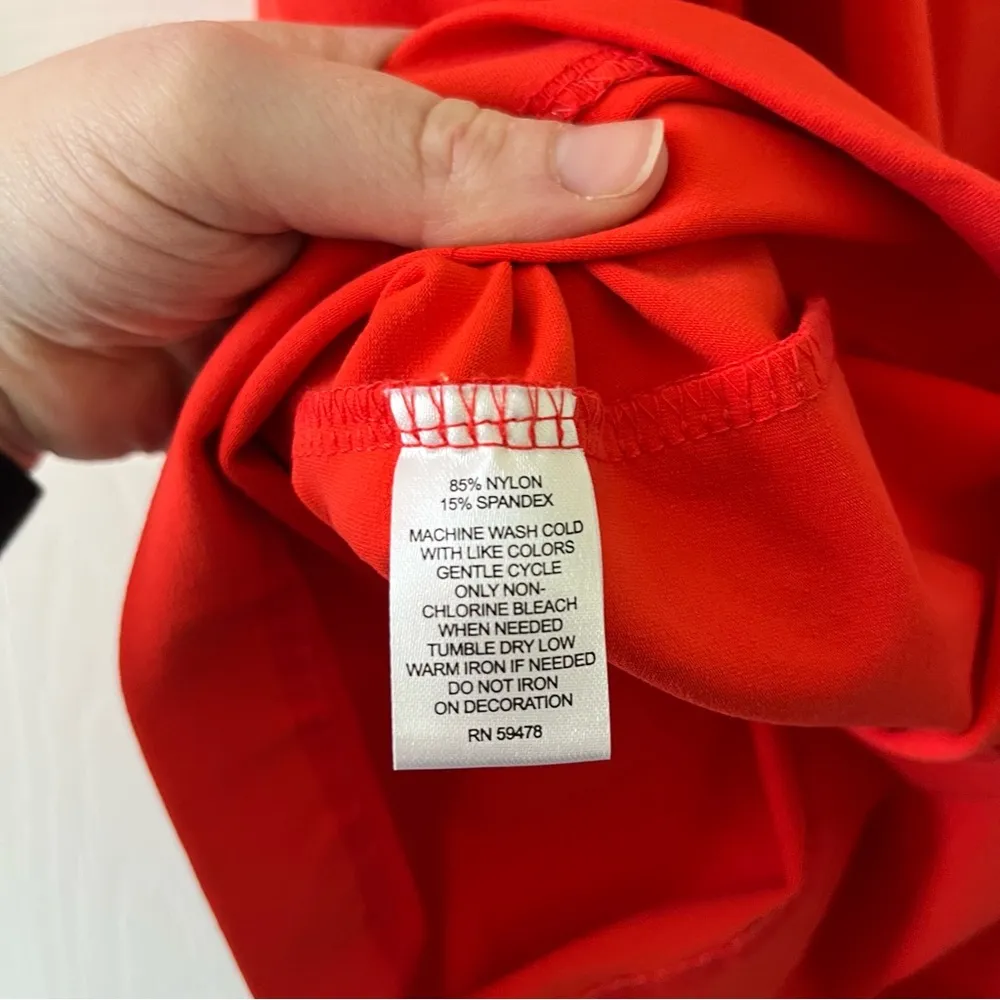 85% NYLON
15% SPANDEX
MACHINE WASH COLD
WITH LIKE COLORS
GENTLE CYCLE
ONLY NON-
CHLORINE BLEACH
WHEN NEEDED
TUMBLE DRY LOW
WARM IRON IF NEEDED
DO NOT IRON
ON DECORATION
RN 59478